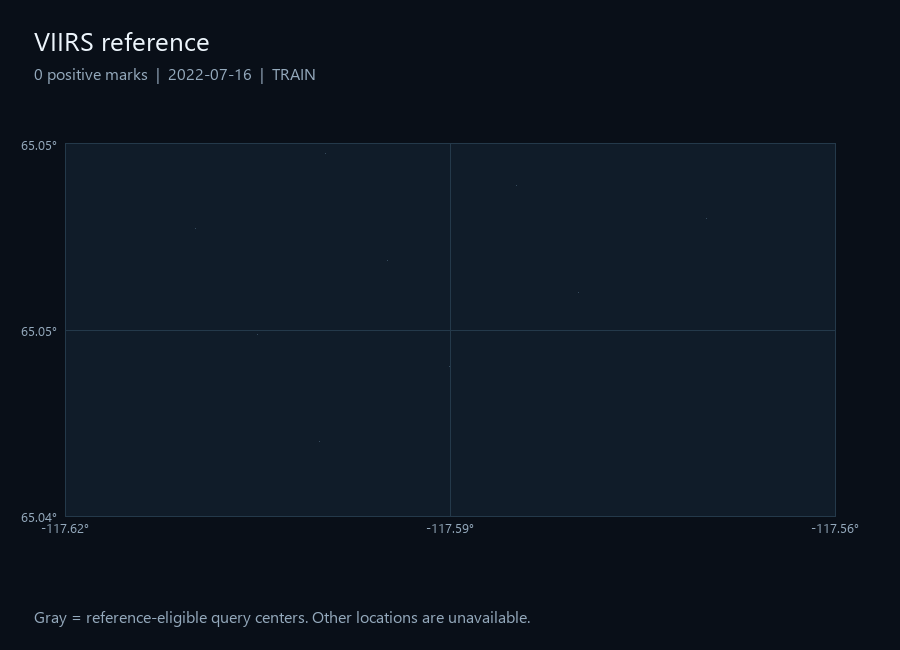 VIIRS reference
0 positive marks | 2022-07-16 | TRAIN
65.05°
65.05°
65.04°
-117.62° -117.59° -117.56°
Gray = reference-eligible query centers. Other locations are unavailable.